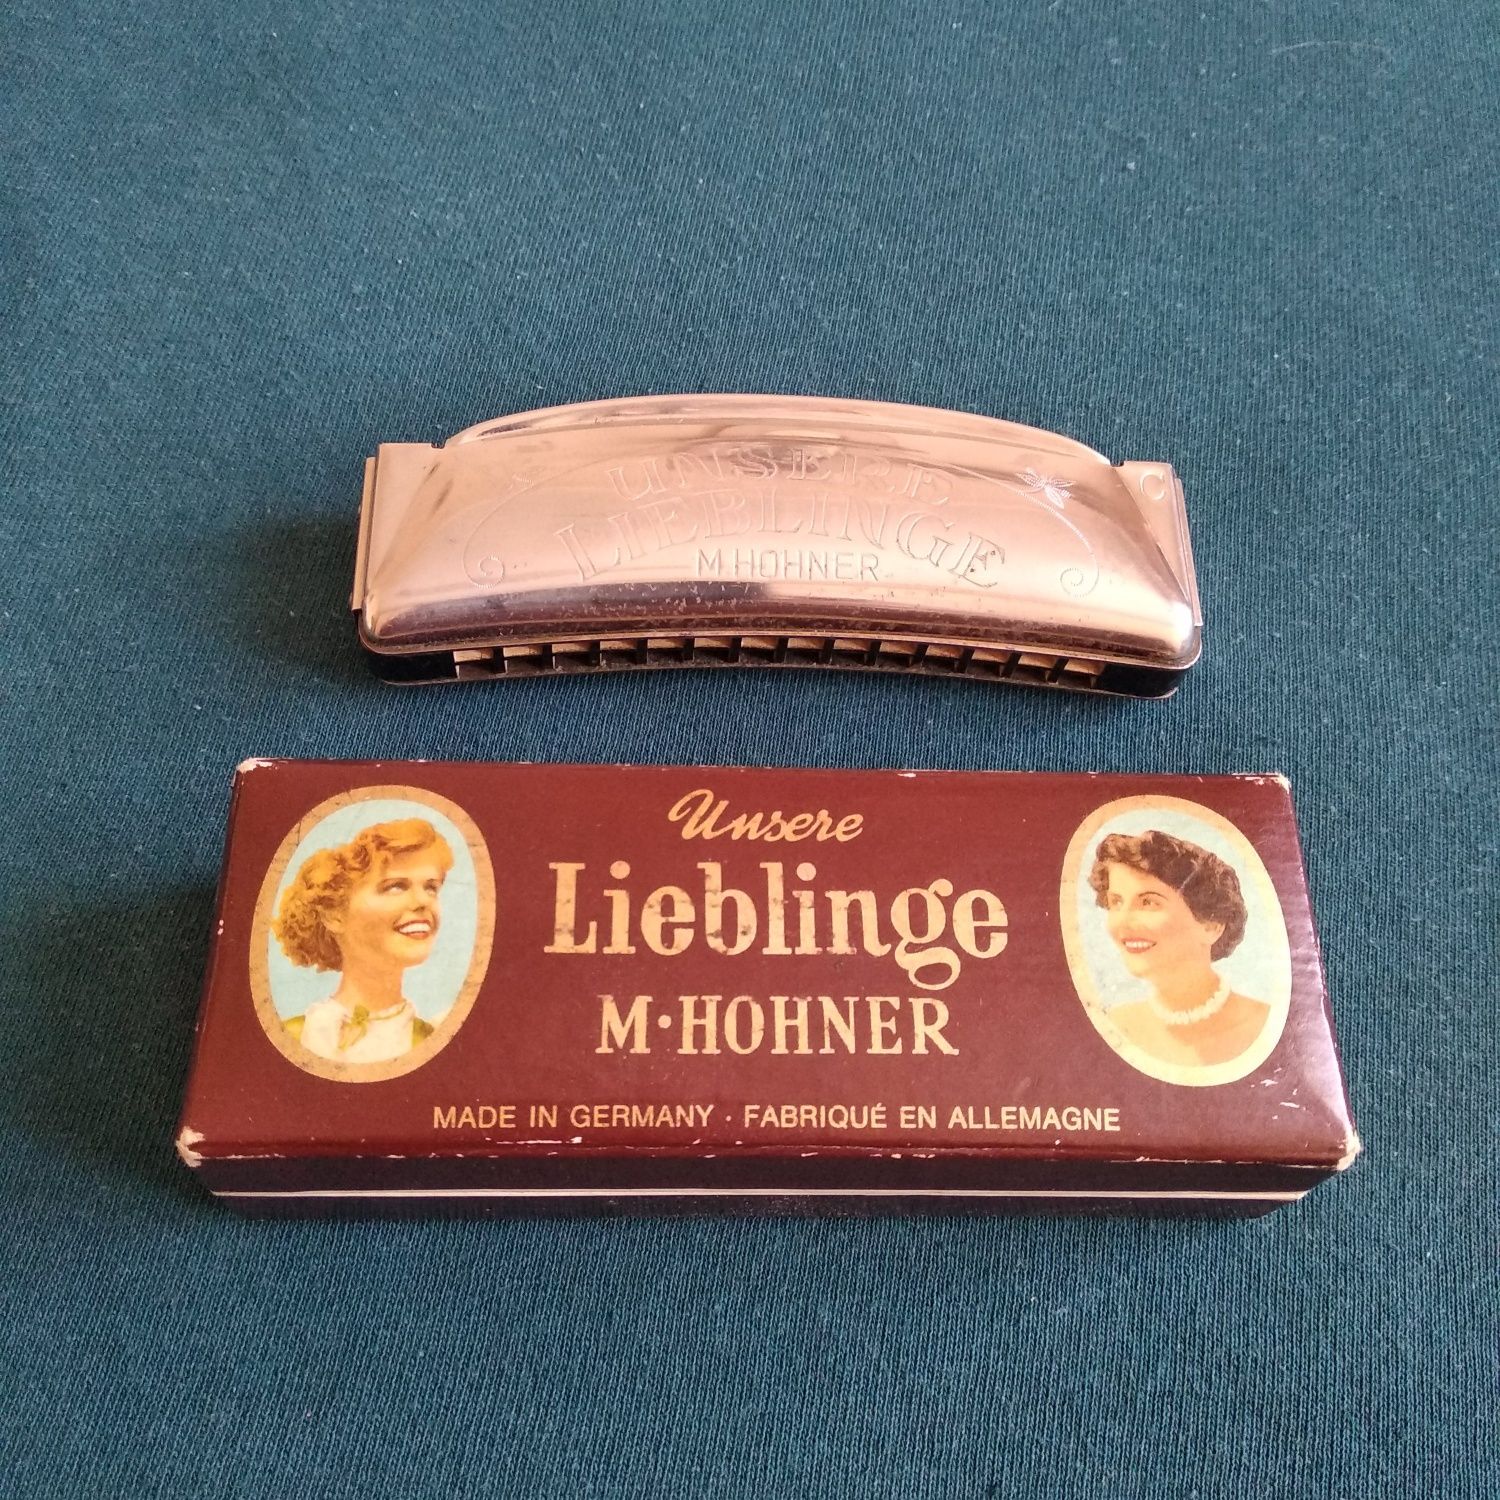 C
UNSERE
LIEBLINGE
M.HOHNER
Unsere
Lieblinge
M·HOHNER
MADE IN GERMANY · FABRIQUÉ EN ALLEMAGNE